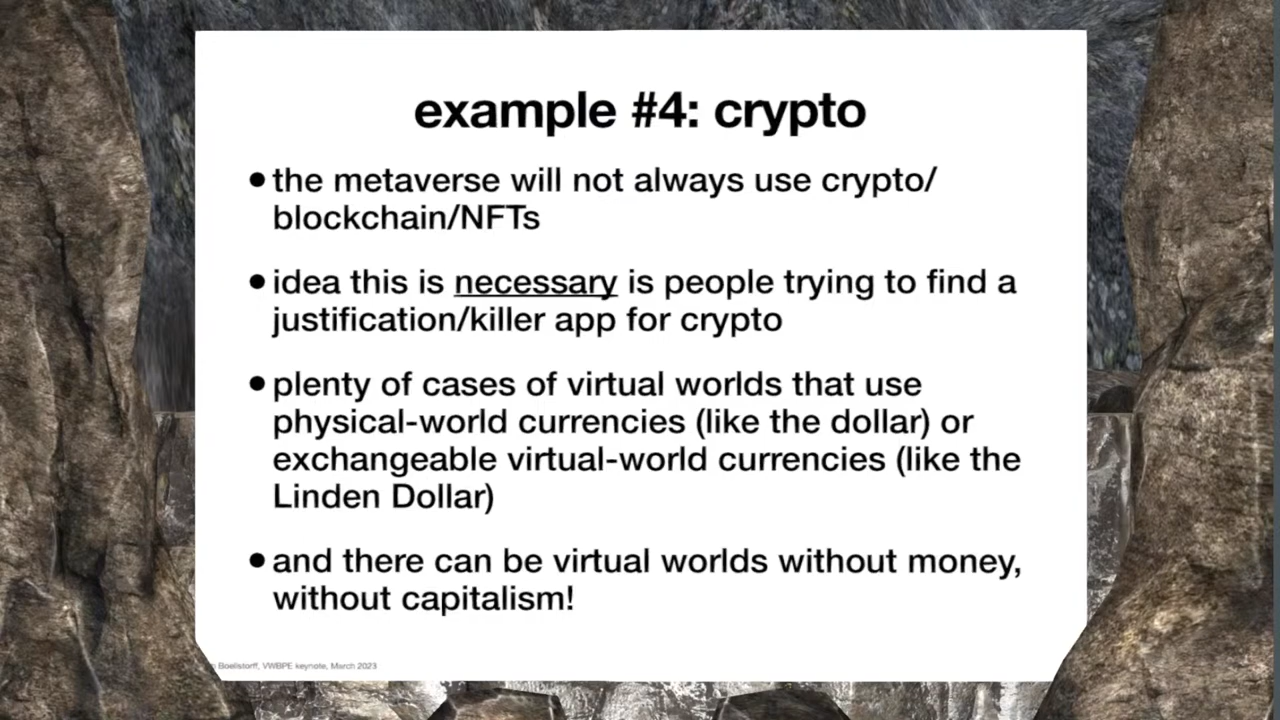 example #4: crypto
• the metaverse will not always use crypto/
blockchain/NFTs
• idea this is necessary is people trying to find a
justification/killer app for crypto
• plenty of cases of virtual worlds that use
physical-world currencies (like the dollar) or
exchangeable virtual-world currencies (like the
Linden Dollar)
• and there can be virtual worlds without money,
without capitalism!
Boellstorff, VWBPE keynote, March 2023